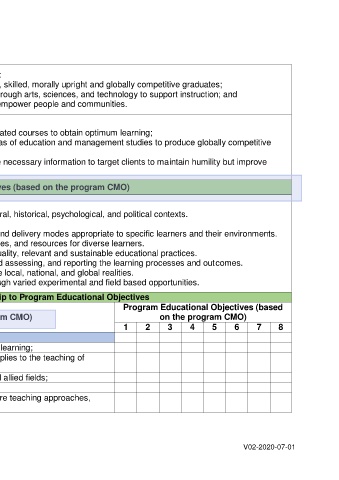 :
, skilled, morally upright and globally competitive graduates;
rough arts, sciences, and technology to support instruction; and
empower people and communities.
ated courses to obtain optimum learning;
as of education and management studies to produce globally competitive
e necessary information to target clients to maintain humility but improve
ves (based on the program CMO)
ral, historical, psychological, and political contexts.
nd delivery modes appropriate to specific learners and their environments.
es, and resources for diverse learners.
uality, relevant and sustainable educational practices.
d assessing, and reporting the learning processes and outcomes.
e local, national, and global realities.
ugh varied experimental and field based opportunities.
ip to Program Educational Objectives
Program Educational Objectives (based
on the program CMO)
am CMO)
1 2 3 4 5 6 7 8
learning;
plies to the teaching of
l allied fields;
re teaching approaches,
V02-2020-07-01